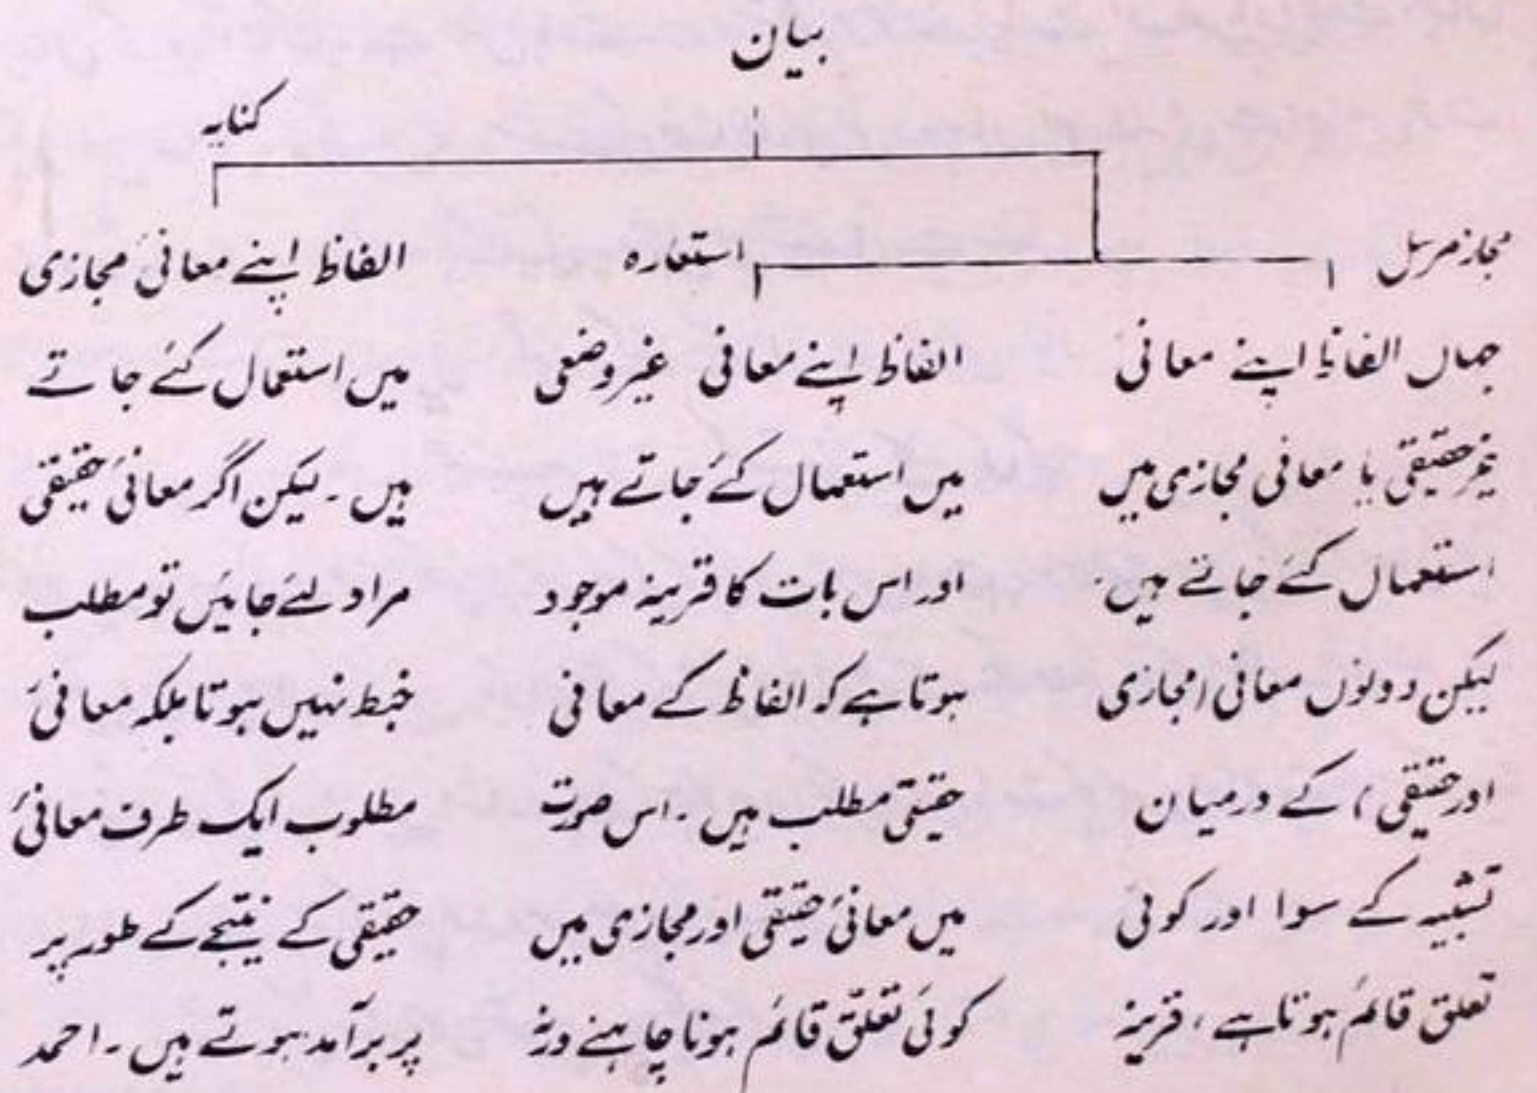 بیان
مجاز مرسل
جہاں الفاظ اپنے معانی
غیر حقیقی یا معانی مجازی میں
استعمال کئے جاتے ہیں.
لیکن دونوں معانی (مجازی
اور حقیقی) کے درمیان
تشبیہ کے سوا اور کوئی
تعلق قائم ہوتا ہے، قرینہ
استعارہ
الفاظ اپنے معانی غیر وضعی
میں استعمال کئے جاتے ہیں
اور اس بات کا قرینہ موجود
ہوتا ہے کہ الفاظ کے معانی
حقیقی مطلب ہیں ۔ اس صورت
میں معانیٔ حقیقی اور مجازی میں
کوئی تعلق قائم ہونا چاہئے ورنہ
کنایہ
الفاظ اپنے معانیٔ مجازی
میں استعمال کئے جاتے
ہیں ۔ لیکن اگر معانیٔ حقیقی
مراد لئے جائیں تو مطلب
خبط نہیں ہوتا بلکہ معانیٔ
مطلوب ایک طرف معانیٔ
حقیقی کے نتیجے کے طور پر
پر برآمد ہوتے ہیں ۔ احمد